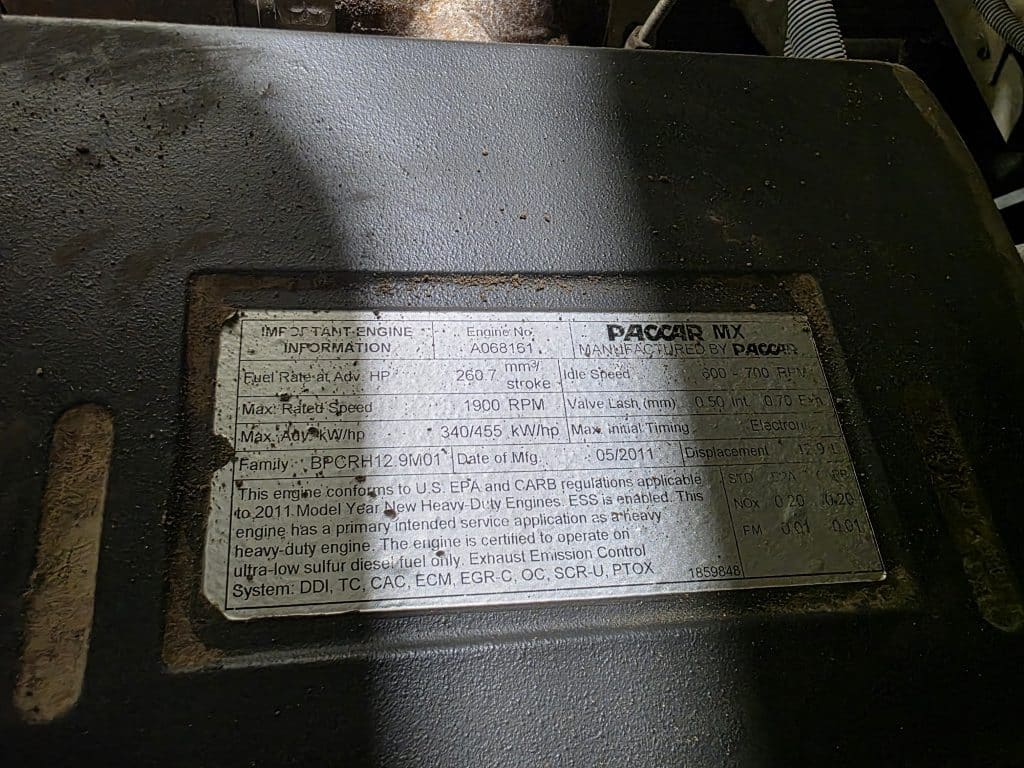 IMPORTANT ENGINE
INFORMATION
Engine No.
A068151
PACCAR MX
MANUFACTURED BY PACCAR
Fuel Rate at Adv. HP 260.7 mm³/stroke
Idle Speed 600 - 700 RPM
Max. Rated Speed 1900 RPM
Valve Lash (mm) 0.50 Int. 0.70 Exh.
Max. Adv. kW/hp 340/455 kW/hp
Max. Initial Timing Electronic
Family BPCRH12.9M01
Date of Mfg. 05/2011
Displacement 12.9 L
This engine conforms to U.S. EPA and CARB regulations applicable
to 2011 Model Year New Heavy-Duty Engines. ESS is enabled. This
engine has a primary intended service application as a heavy
heavy-duty engine. The engine is certified to operate on
ultra-low sulfur diesel fuel only. Exhaust Emission Control
System: DDI, TC, CAC, ECM, EGR-C, OC, SCR-U, PTOX
1859848
STD EPA CARB
NOx 0.20 0.20
PM 0.01 0.01